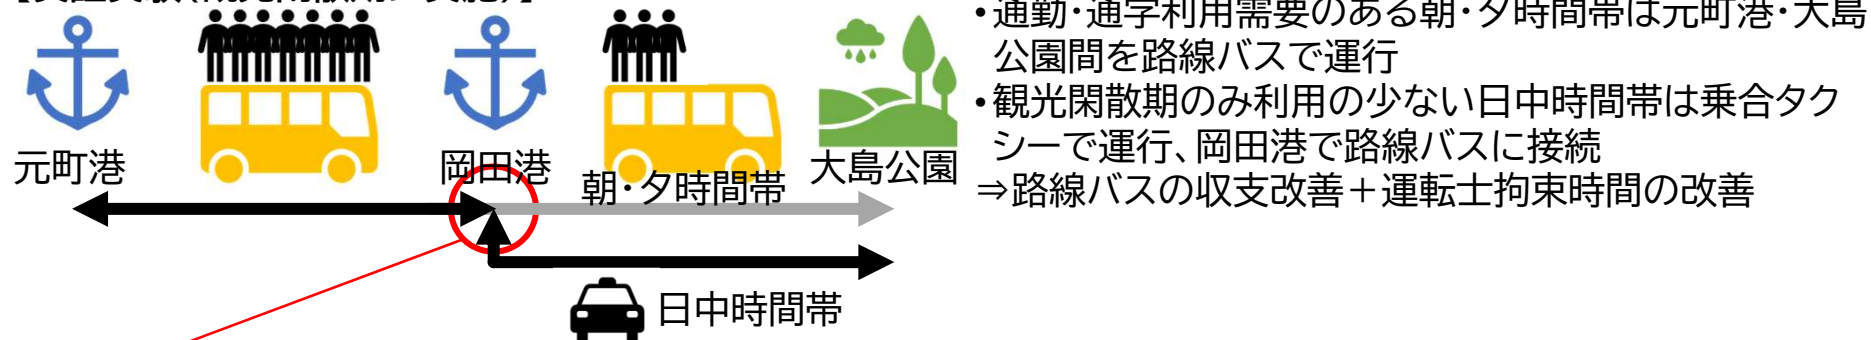 ・通勤・通学利用需要のある朝・夕時間帯は元町港・大島
公園間を路線バスで運行
・観光閑散期のみ利用の少ない日中時間帯は乗合タク
シーで運行、岡田港で路線バスに接続
⇒路線バスの収支改善+運転士拘束時間の改善
元町港
岡田港
朝・夕時間帯
大島公園
日中時間帯